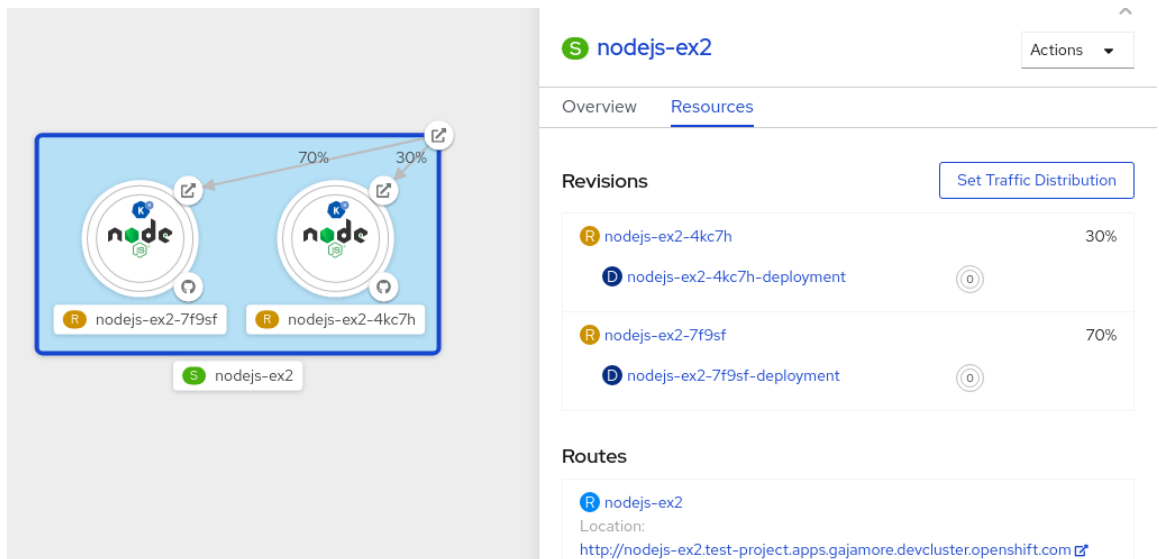 70%
30%
K
node
JS
K
node
JS
R nodejs-ex2-7f9sf
R nodejs-ex2-4kc7h
S nodejs-ex2
S nodejs-ex2
Actions
Overview
Resources
Revisions
Set Traffic Distribution
R nodejs-ex2-4kc7h
30%
D nodejs-ex2-4kc7h-deployment
0
R nodejs-ex2-7f9sf
70%
D nodejs-ex2-7f9sf-deployment
0
Routes
R nodejs-ex2
Location:
http://nodejs-ex2.test-project.apps.gajamore.devcluster.openshift.com